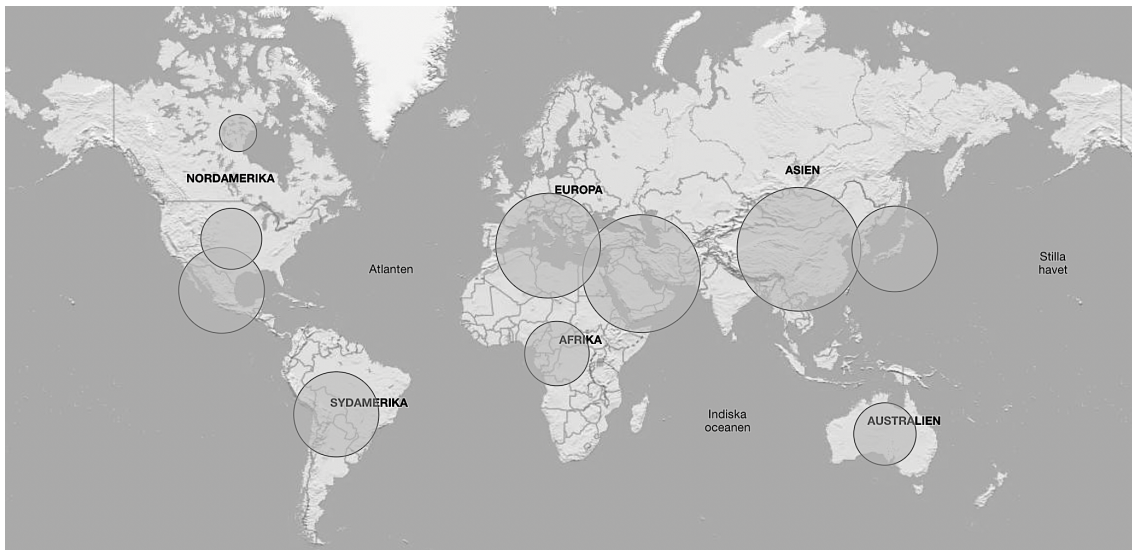 ASIEN
NORDAMERIKA
EUROPA
Stilla
havet
Atlanten
AFRIKA
SYDAMERIKA
Indiska
oceanen
AUSTRALIEN